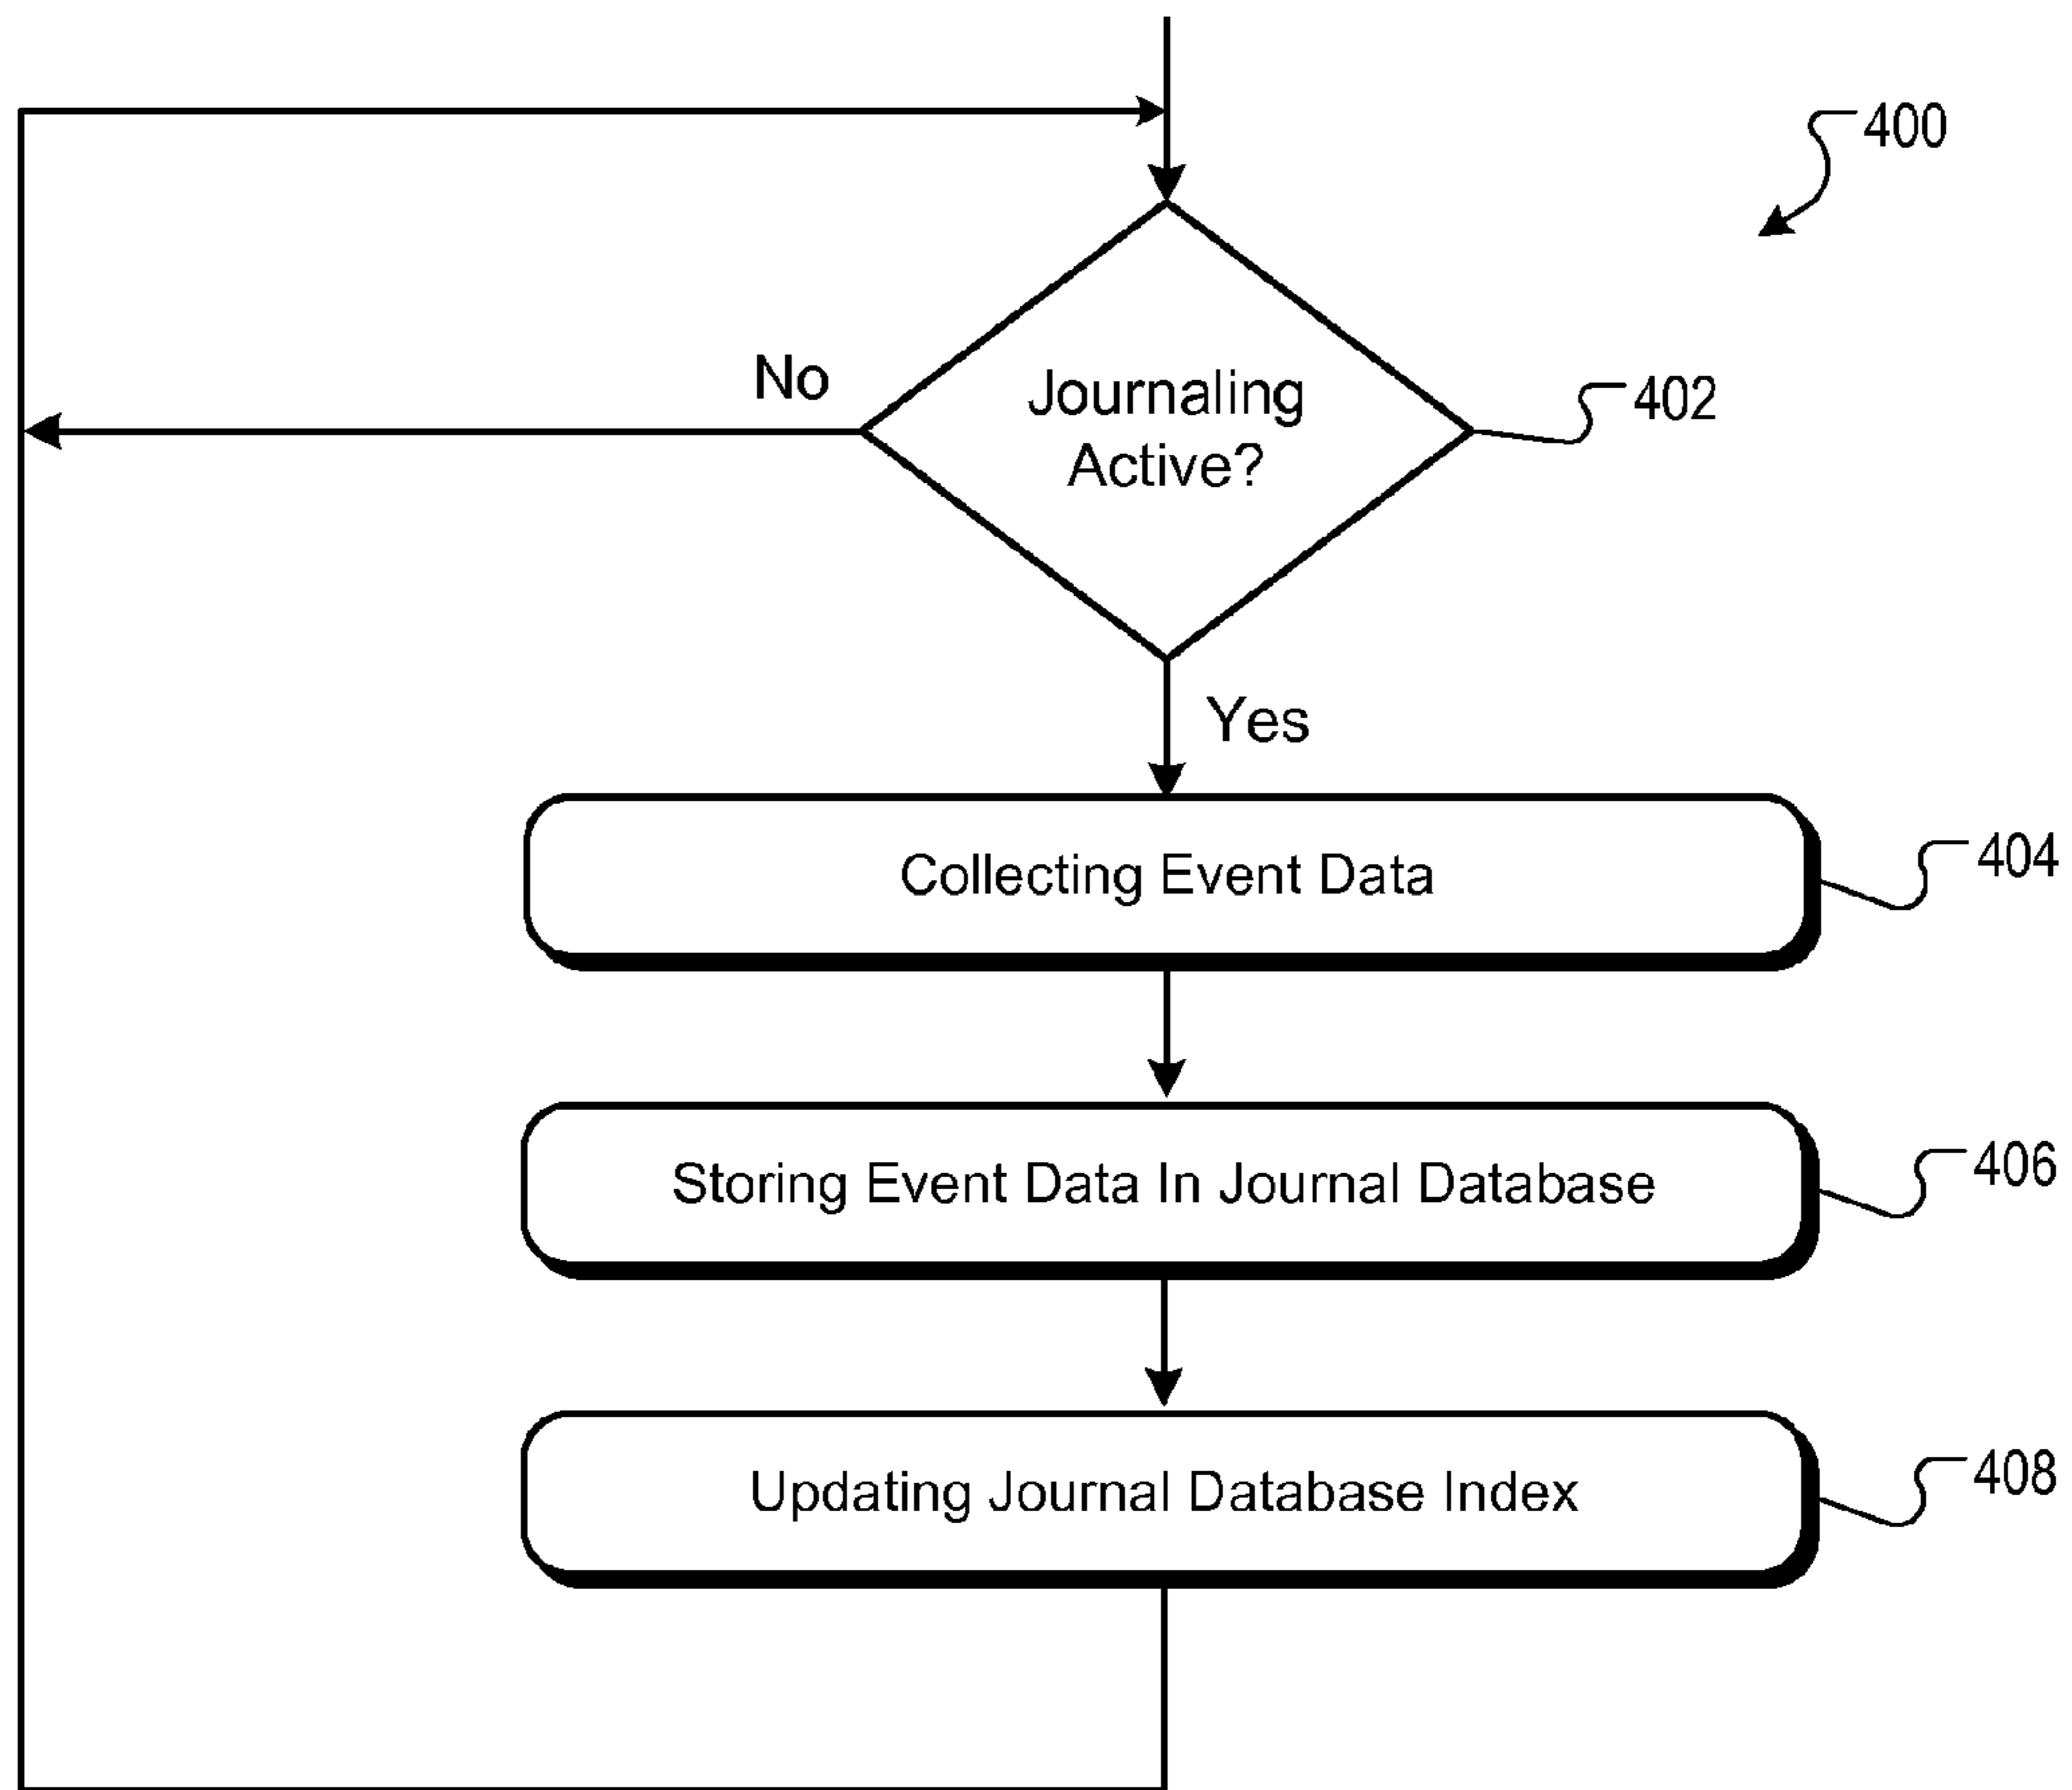 400
No
Journaling
Active?
402
Yes
Collecting Event Data
404
Storing Event Data In Journal Database
406
Updating Journal Database Index
408